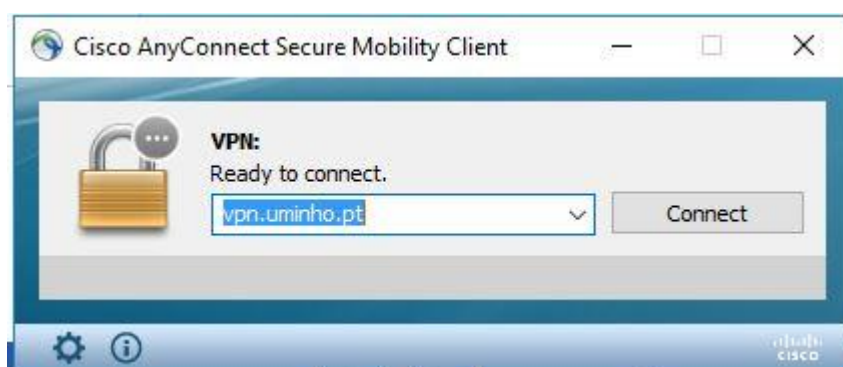 Cisco AnyConnect Secure Mobility Client
VPN:
Ready to connect.
vpn.uminho.pt
Connect
CISCO